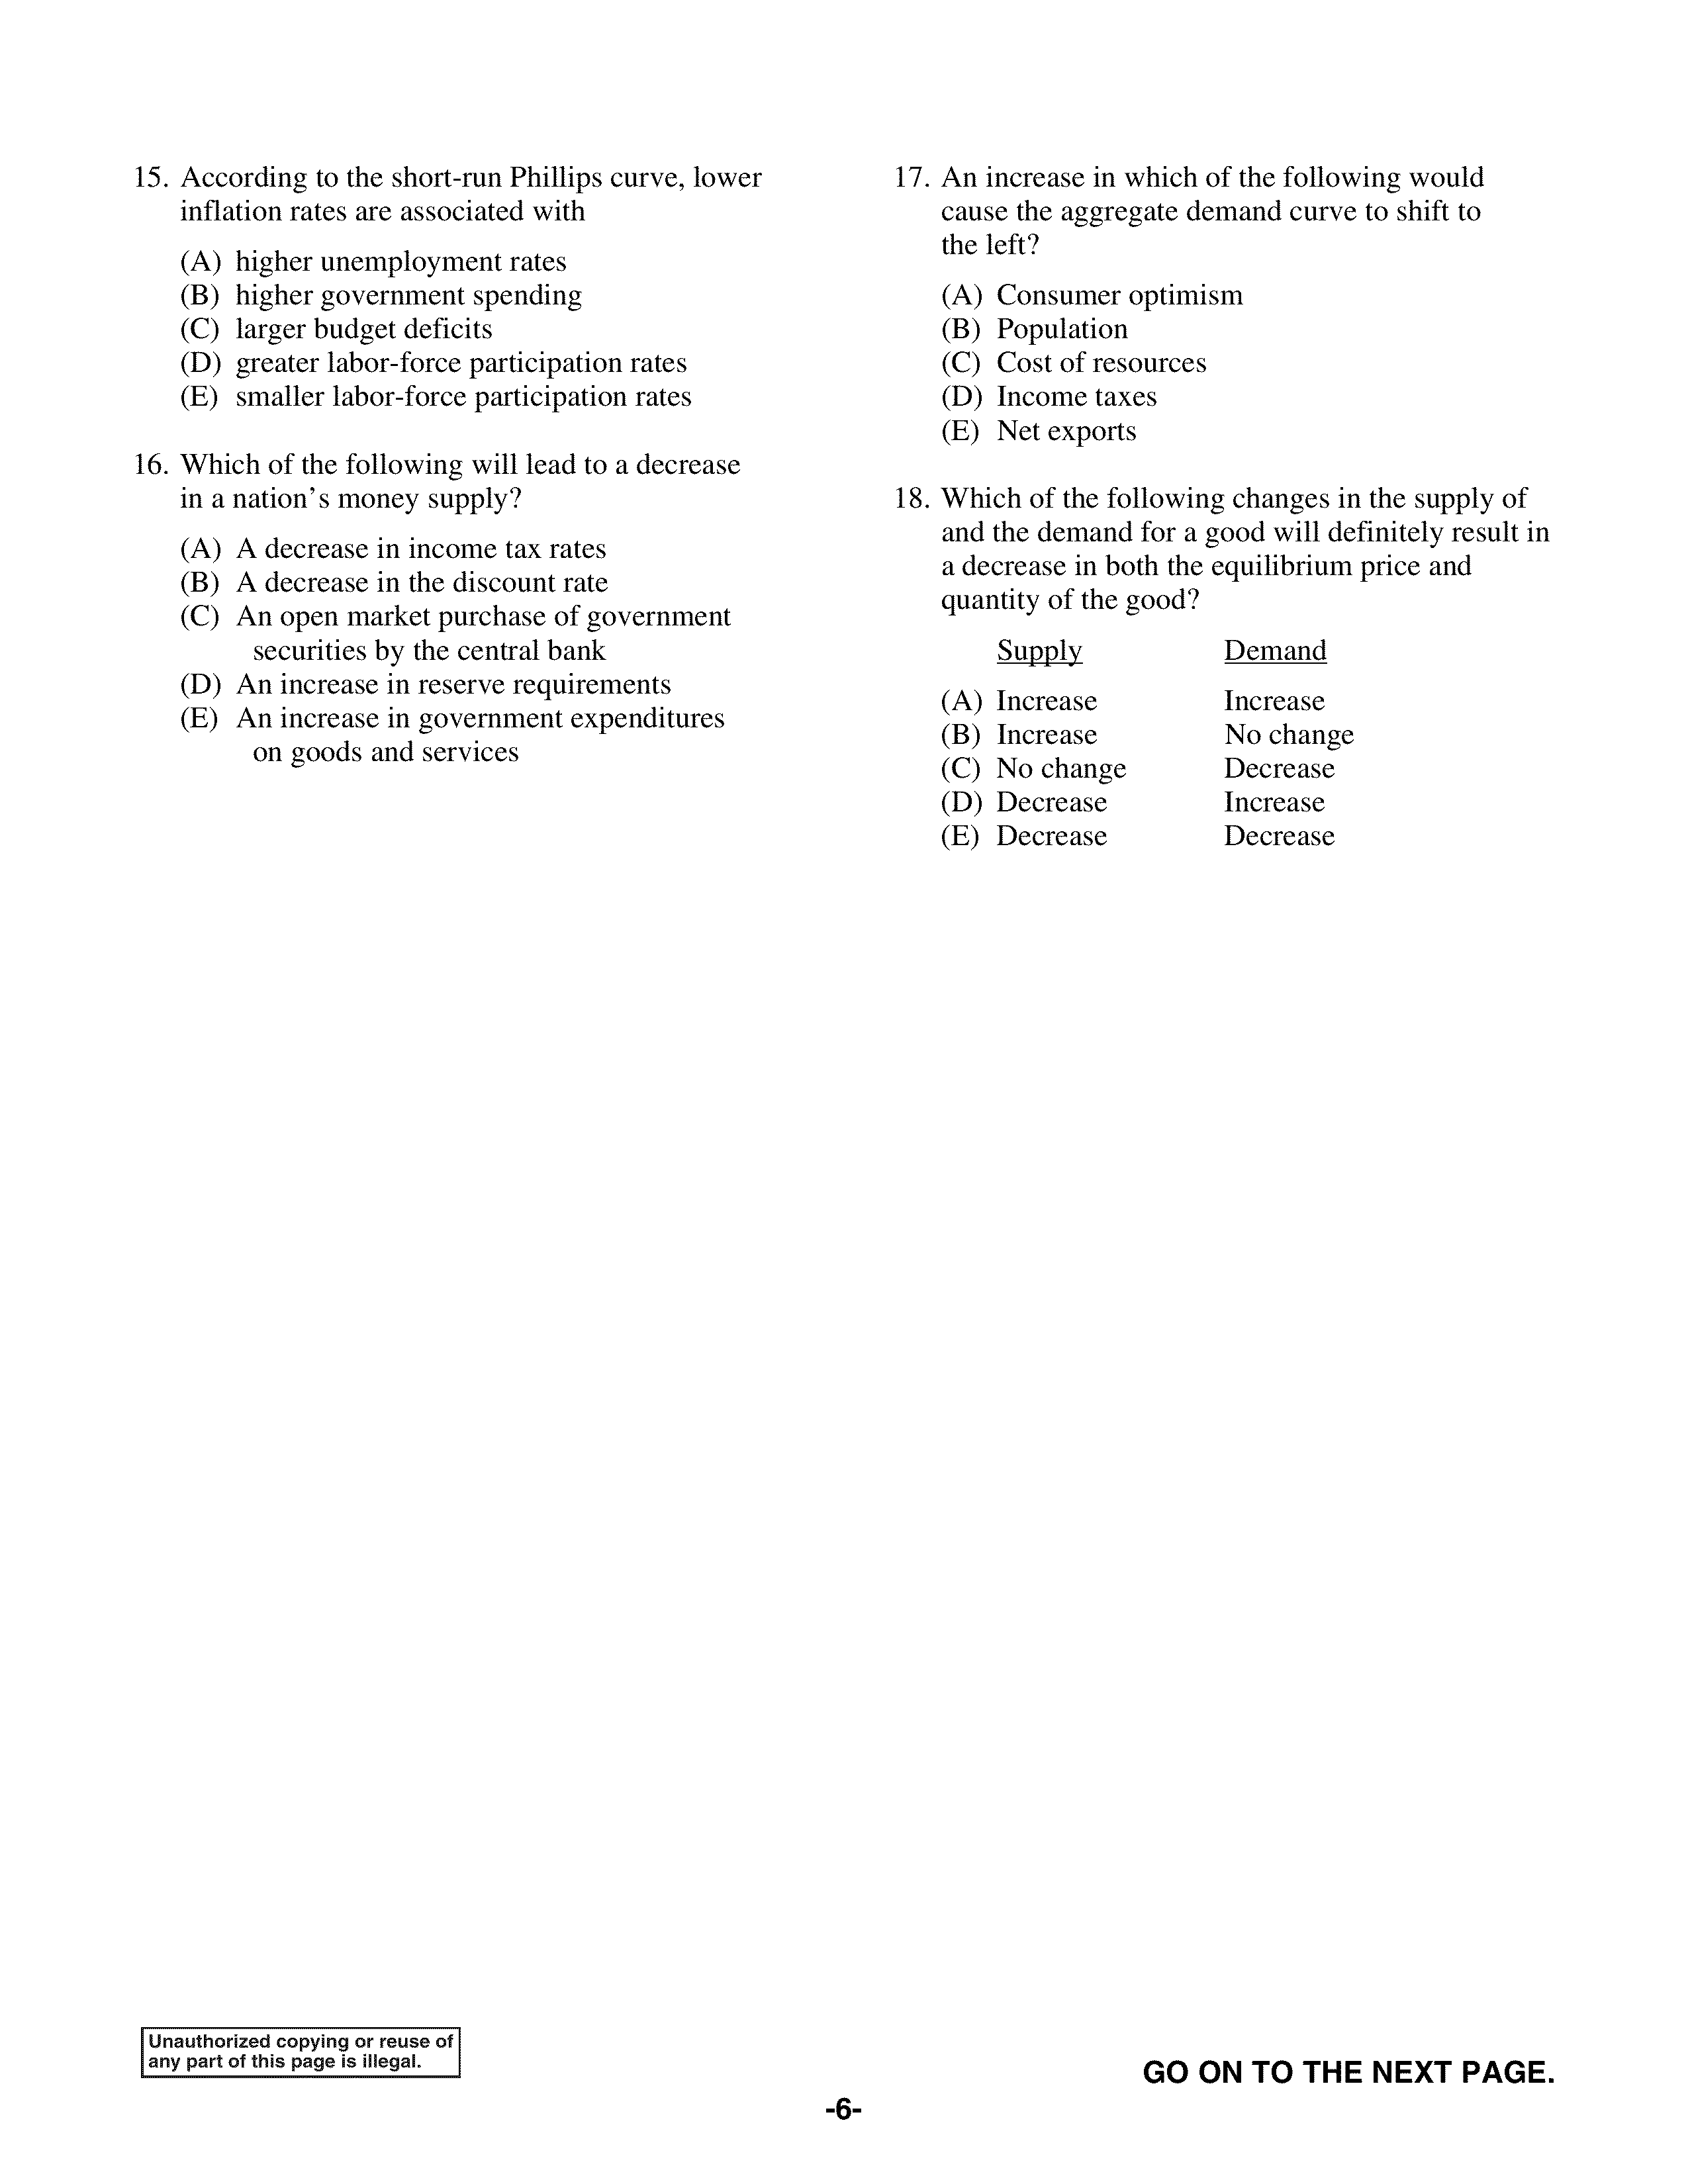 15. According to the short-run Phillips curve, lower
inflation rates are associated with
(A) higher unemployment rates
(B) higher government spending
(C) larger budget deficits
(D) greater labor-force participation rates
(E) smaller labor-force participation rates
16. Which of the following will lead to a decrease
in a nation's money supply?
(A) A decrease in income tax rates
(B) A decrease in the discount rate
(C) An open market purchase of government
securities by the central bank
(D) An increase in reserve requirements
(E) An increase in government expenditures
on goods and services
17. An increase in which of the following would
cause the aggregate demand curve to shift to
the left?
(A) Consumer optimism
(B) Population
(C) Cost of resources
(D) Income taxes
(E) Net exports
18. Which of the following changes in the supply of
and the demand for a good will definitely result in
a decrease in both the equilibrium price and
quantity of the good?
Supply Demand
(A) Increase Increase
(B) Increase No change
(C) No change Decrease
(D) Decrease Increase
(E) Decrease Decrease
Unauthorized copying or reuse of
any part of this page is illegal.
GO ON TO THE NEXT PAGE.
-6-